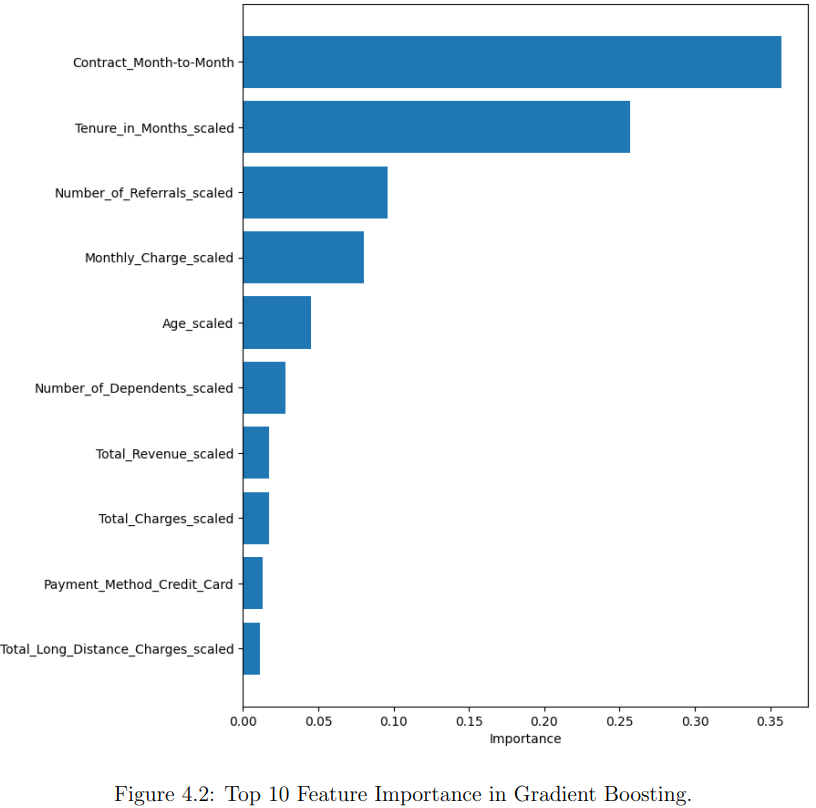 Contract_Month-to-Month
Tenure_in_Months_scaled
Number_of_Referrals_scaled
Monthly_Charge_scaled
Age_scaled
Number_of_Dependents_scaled
Total_Revenue_scaled
Total_Charges_scaled
Payment_Method_Credit_Card
Total_Long_Distance_Charges_scaled
0.00 0.05 0.10 0.15 0.20 0.25 0.30 0.35
Importance
Figure 4.2: Top 10 Feature Importance in Gradient Boosting.